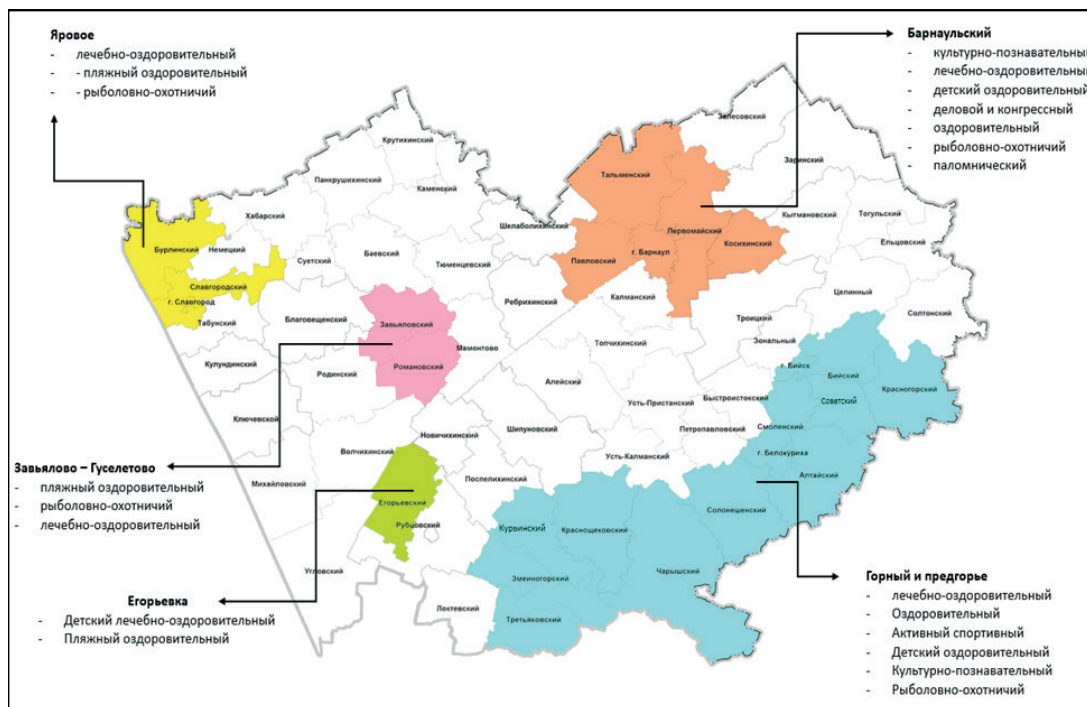 Яровое
- лечебно-оздоровительный
- - пляжный оздоровительный
- - рыболовно-охотничий
Барнаульский
- культурно-познавательный
- лечебно-оздоровительный
- детский оздоровительный
- деловой и конгрессный
- оздоровительный
- рыболовно-охотничий
- паломнический
Залесовский
Крутихинский
Заринский
Панкрушихинский
Каменский
Тальменский
Хабарский
Шелаболихинский
Кытмановский
Тогульский
Бурлинский
Немецкий
Первомайский
Косихинский
Суетский
Баевский
Тюменцевский
Павловский
г. Барнаул
Ельцовский
Славгородский
г. Славгород
Табунский
Благовещенский
Завьяловский
Ребрихинский
Калманский
Целинный
Троицкий
Солтонский
Мамонтово
Топчихинский
Зональный
Кулундинский
Родинский
Романовский
Алейский
г. Бийск
Бийский
Красногорский
Советский
Ключевской
Усть-Пристанский
Быстроистокский
Новичихинский
Шипуновский
Петропавловский
Смоленский
Волчихинский
Усть-Калманский
г. Белокуриха
Михайловский
Поспелихинский
Алтайский
Завьялово – Гуселетово
- пляжный оздоровительный
- рыболовно-охотничий
- лечебно-оздоровительный
Егорьевский
Рубцовский
Солонешенский
Курьинский
Краснощековский
Угловский
Змеиногорский
Чарышский
Локтевский
Третьяковский
Егорьевка
- Детский лечебно-оздоровительный
- Пляжный оздоровительный
Горный и предгорье
- лечебно-оздоровительный
- Оздоровительный
- Активный спортивный
- Детский оздоровительный
- Культурно-познавательный
- Рыболовно-охотничий